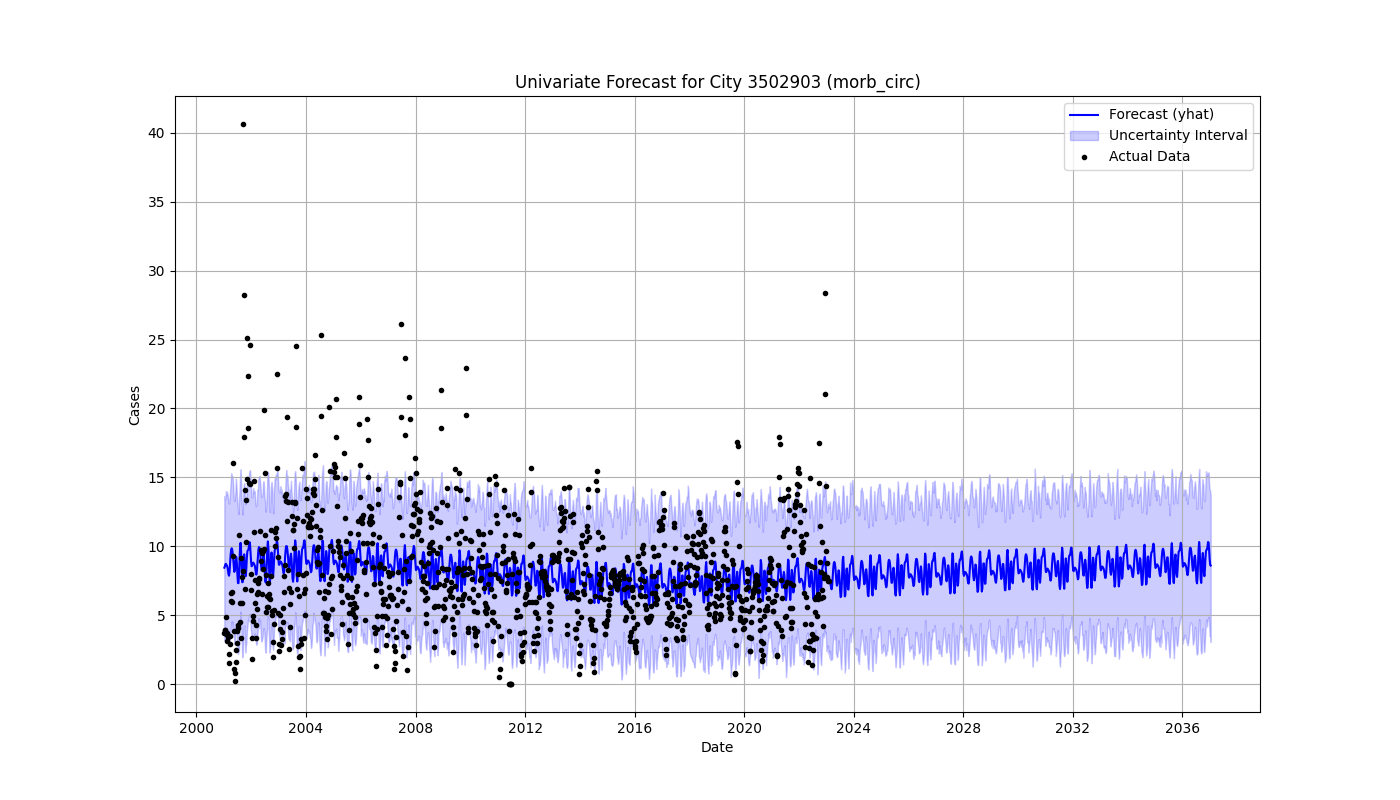 Univariate Forecast for City 3502903 (morb_circ)
Forecast (yhat)
Uncertainty Interval
Actual Data
40
35
30
25
20
15
10
5
0
Cases
2000 2004 2008 2012 2016 2020 2024 2028 2032 2036
Date